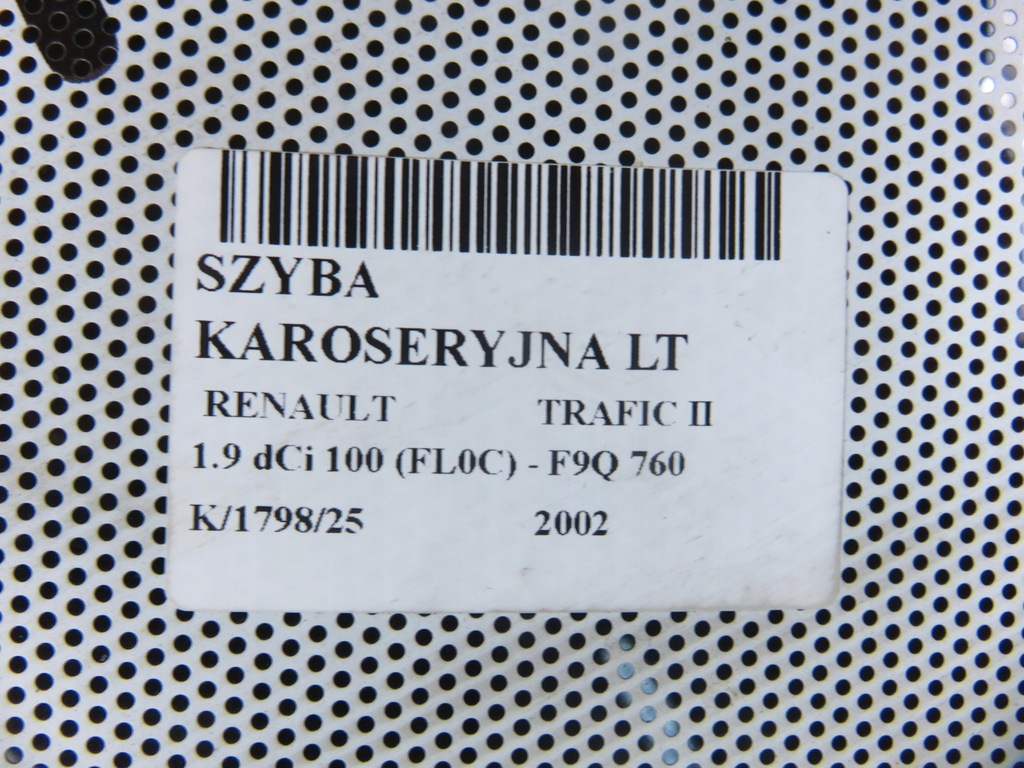 SZYBA
KAROSERYJNA LT
RENAULT TRAFIC II
1.9 dCi 100 (FL0C) - F9Q 760
K/1798/25 2002